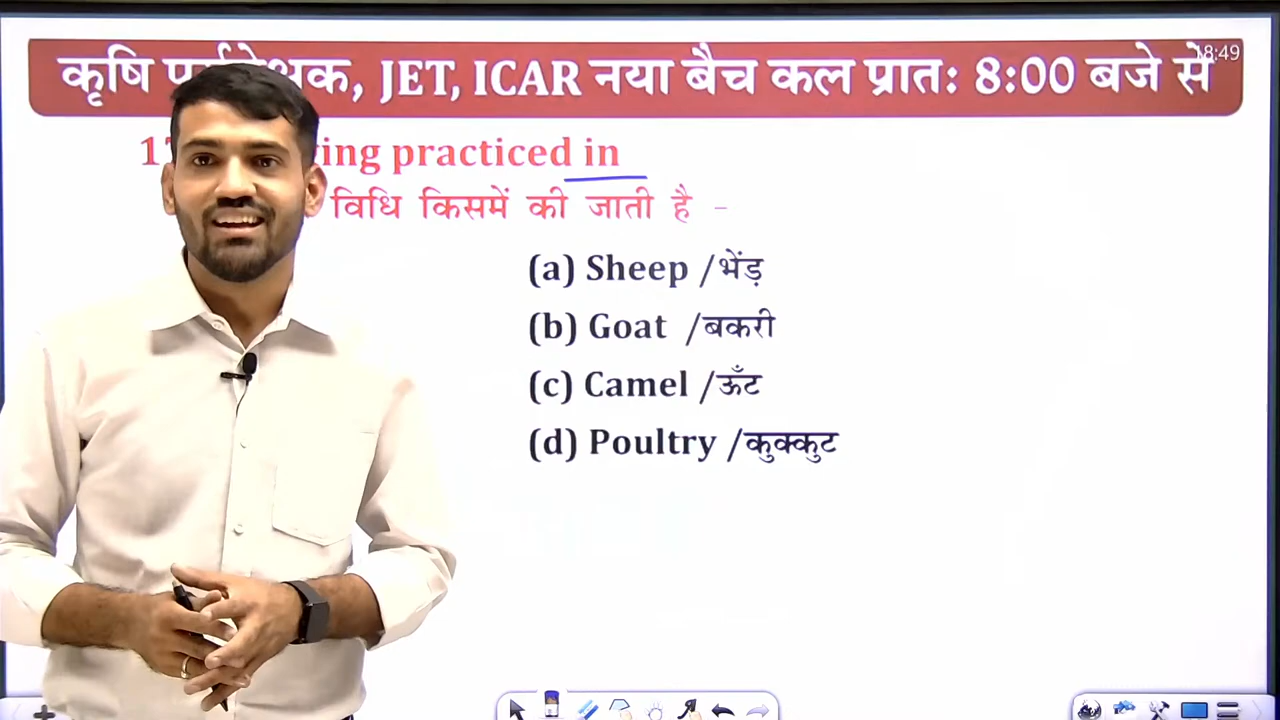 कृषि JET, ICAR नया बैच कल प्रातः 8:00 बजे से
18:49
practiced in
विधि किसमें की जाती है -
(a) Sheep /भेंड़
(b) Goat /बकरी
(c) Camel /ऊँट
(d) Poultry /कुक्कुट